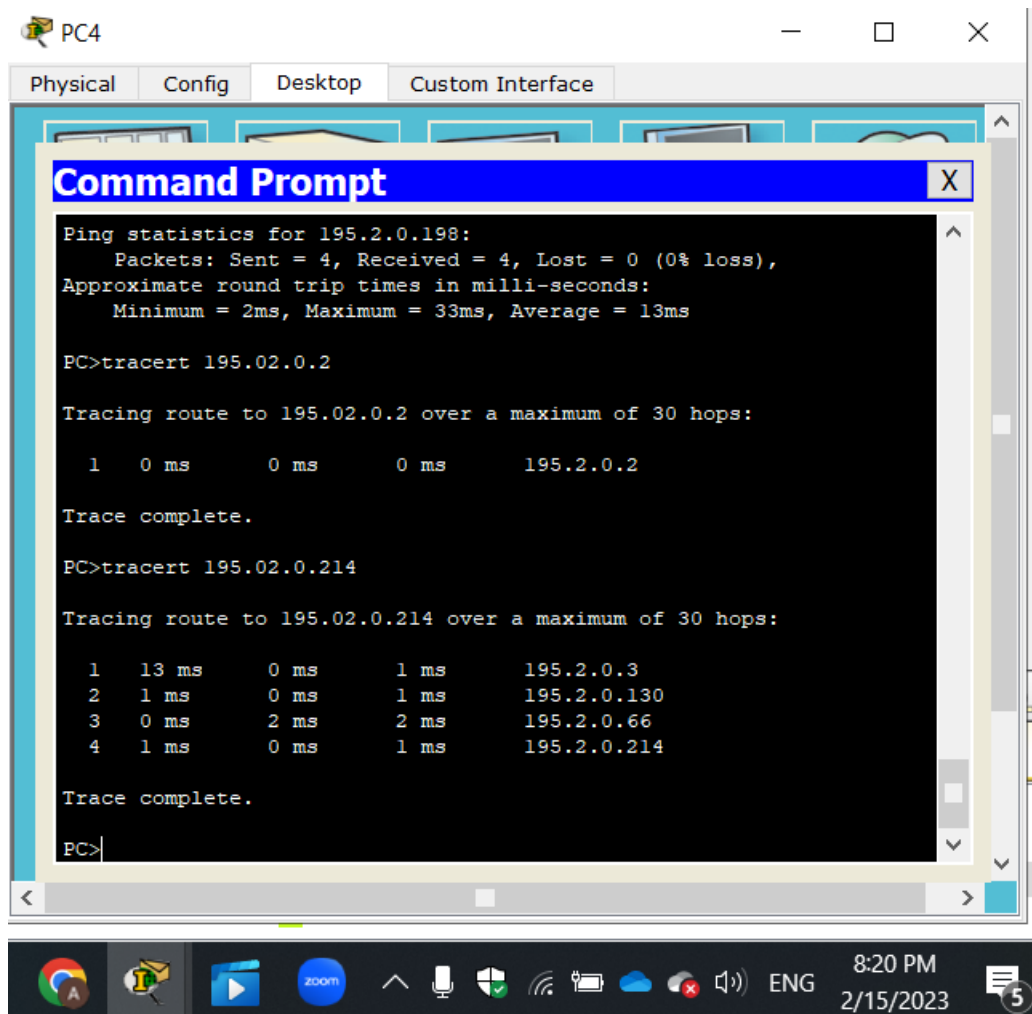 PC4
Physical Config Desktop Custom Interface
Command Prompt X
Ping statistics for 195.2.0.198:
Packets: Sent = 4, Received = 4, Lost = 0 (0% loss),
Approximate round trip times in milli-seconds:
Minimum = 2ms, Maximum = 33ms, Average = 13ms
PC>tracert 195.02.0.2
Tracing route to 195.02.0.2 over a maximum of 30 hops:
1 0 ms 0 ms 0 ms 195.2.0.2
Trace complete.
PC>tracert 195.02.0.214
Tracing route to 195.02.0.214 over a maximum of 30 hops:
1 13 ms 0 ms 1 ms 195.2.0.3
2 1 ms 0 ms 1 ms 195.2.0.130
3 0 ms 2 ms 2 ms 195.2.0.66
4 1 ms 0 ms 1 ms 195.2.0.214
Trace complete.
PC>
A zoom ENG 8:20 PM
2/15/2023 5